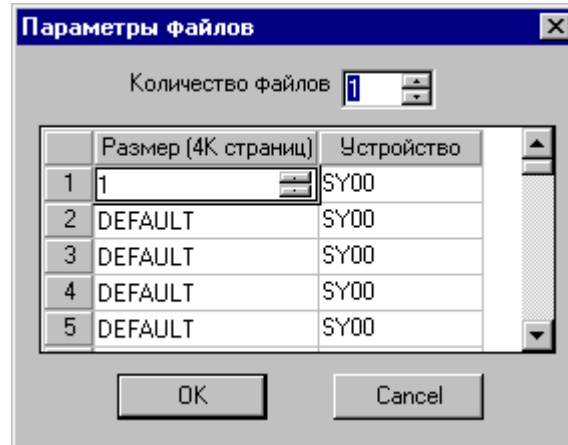 Параметры файлов
Количество файлов 1
Размер (4К страниц) Устройство
1 1 SY00
2 DEFAULT SY00
3 DEFAULT SY00
4 DEFAULT SY00
5 DEFAULT SY00
OK Cancel